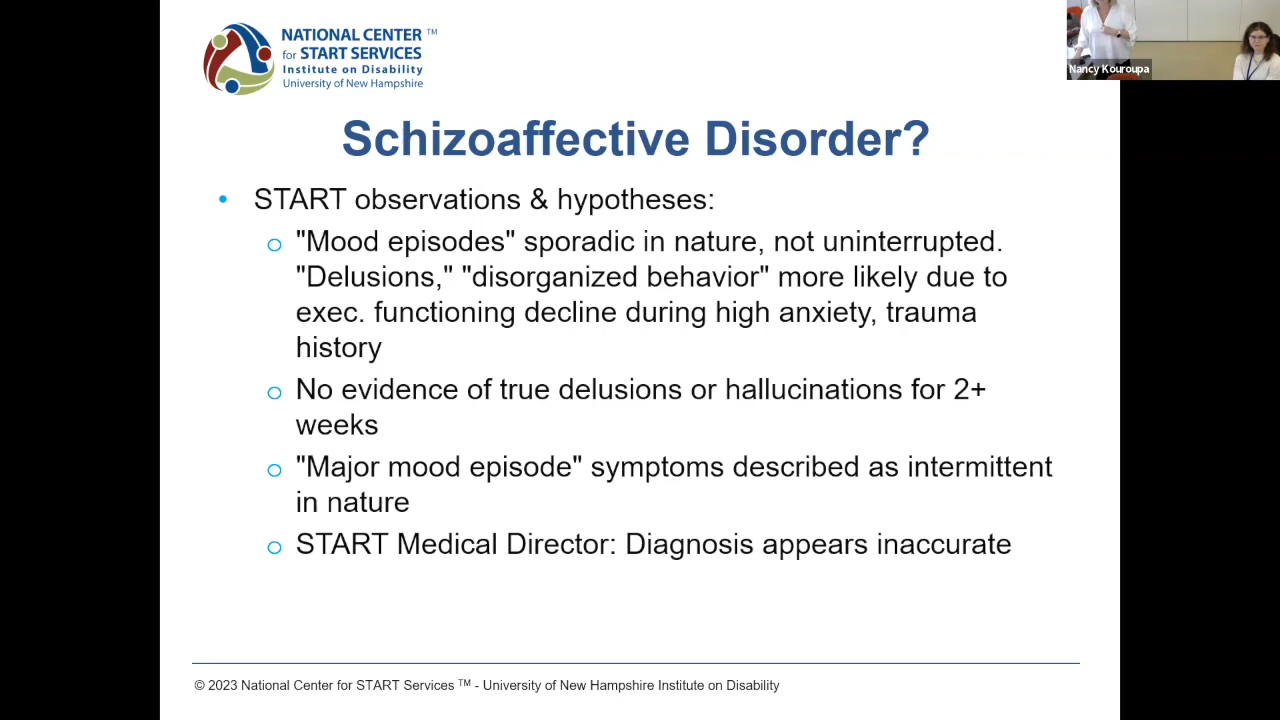 NATIONAL CENTER ™
for START SERVICES
Institute on Disability
University of New Hampshire
Nancy Kouroupa
Schizoaffective Disorder?
• START observations & hypotheses:
o "Mood episodes" sporadic in nature, not uninterrupted.
"Delusions," "disorganized behavior" more likely due to
exec. functioning decline during high anxiety, trauma
history
o No evidence of true delusions or hallucinations for 2+
weeks
o "Major mood episode" symptoms described as intermittent
in nature
o START Medical Director: Diagnosis appears inaccurate
© 2023 National Center for START Services ™ - University of New Hampshire Institute on Disability